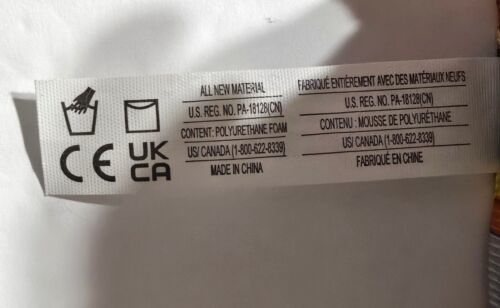 ALL NEW MATERIAL
U.S. REG. NO. PA-18128(CN)
CONTENT: POLYURETHANE FOAM
US/ CANADA (1-800-622-8339)
MADE IN CHINA
FABRIQUÉ ENTIÈREMENT AVEC DES MATÉRIAUX NEUFS
U.S. REG. NO. PA-18128(CN)
CONTENU : MOUSSE DE POLYURÉTHANE
US/ CANADA (1-800-622-8339)
FABRIQUÉ EN CHINE
CE
UK
CA